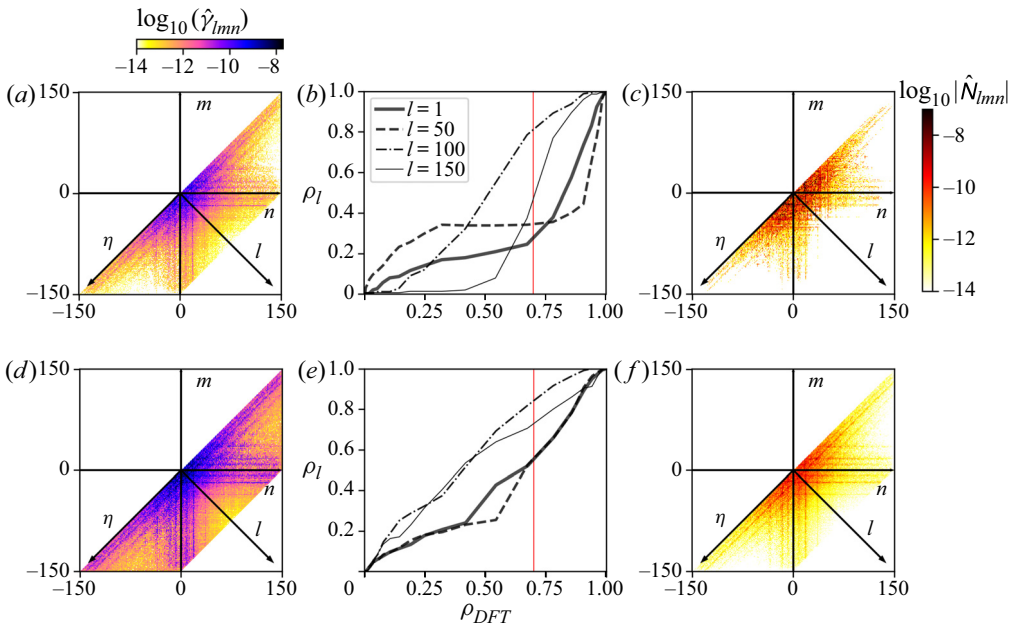 log10(γ̂lmn)
−14 −12 −10 −8
(a) 150 m
0 n
η l
−150
−150 0 150
(b) 1.0
l = 1
l = 50
0.8
l = 100
l = 150
0.6
ρl
0.4
0.2
0
0.25 0.50 0.75 1.00
(c) 150 m
0 n
η l
−150
−150 0 150
log10|N̂lmn|
−8
−10
−12
−14
(d) 150 m
0 n
η l
−150
−150 0 150
(e) 1.0
0.8
0.6
ρl
0.4
0.2
0.25 0.50 0.75 1.00
ρDFT
(f) 150 m
0 n
η l
−150
−150 0 150